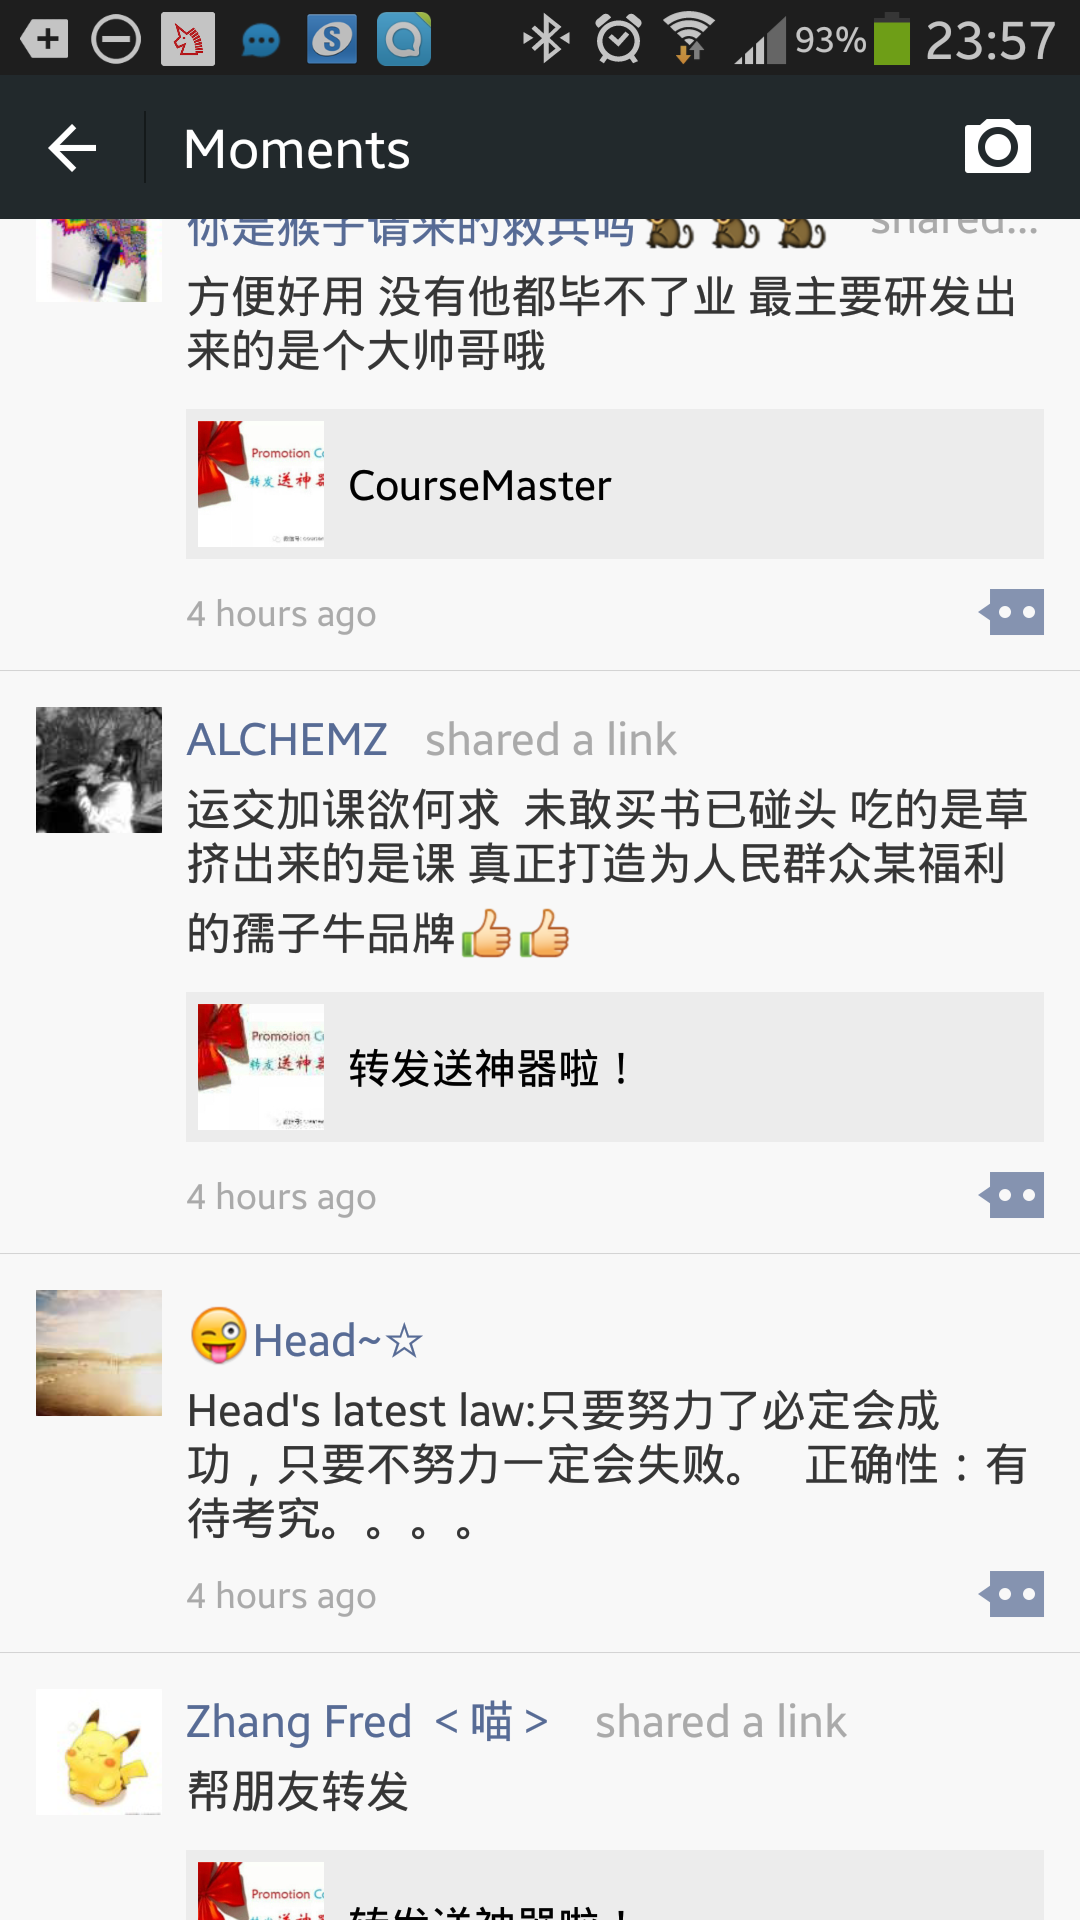 93% 23:57
Moments
你是猴子请来的救兵吗 shared...
方便好用 没有他都毕不了业 最主要研发出
来的是个大帅哥哦
Promotion
转发送神器
CourseMaster
4 hours ago
ALCHEMZ shared a link
运交加课欲何求 未敢买书已碰头 吃的是草
挤出来的是课 真正打造为人民群众某福利
的孺子牛品牌
Promotion
转发送神器
转发送神器啦！
4 hours ago
Head~☆
Head's latest law:只要努力了必定会成
功，只要不努力一定会失败。 正确性：有
待考究。。。。
4 hours ago
Zhang Fred ＜喵＞ shared a link
帮朋友转发
Promotion
转发送神器啦！